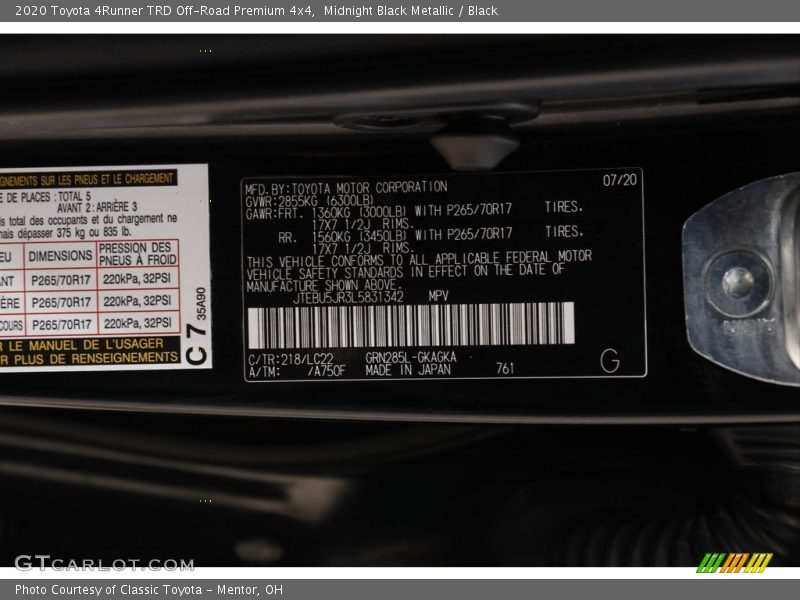 2020 Toyota 4Runner TRD Off-Road Premium 4x4, Midnight Black Metallic / Black
GNEMENTS SUR LES PNEUS ET LE CHARGEMENT
E DE PLACES : TOTAL 5
AVANT 2 : ARRIÈRE 3
ds total des occupants et du chargement ne
mais dépasser 375 kg ou 835 lb.
EU DIMENSIONS PRESSION DES PNEUS À FROID
ANT P265/70R17 220kPa, 32PSI
ÈRE P265/70R17 220kPa, 32PSI
COURS P265/70R17 220kPa, 32PSI
R LE MANUEL DE L'USAGER
R PLUS DE RENSEIGNEMENTS
C7 35A90
MFD. BY: TOYOTA MOTOR CORPORATION 07/20
GVWR: 2855KG (6300LB)
GAWR: FRT. 1360KG (3000LB) WITH P265/70R17 TIRES.
17X7 1/2J RIMS.
RR. 1560KG (3450LB) WITH P265/70R17 TIRES.
17X7 1/2J RIMS.
THIS VEHICLE CONFORMS TO ALL APPLICABLE FEDERAL MOTOR
VEHICLE SAFETY STANDARDS IN EFFECT ON THE DATE OF
MANUFACTURE SHOWN ABOVE.
JTEBU5JR3L5831342 MPV
C/TR: 218/LC22 GRN285L-GKAGKA
A/TM: /A750F MADE IN JAPAN 761 G
GTCARLOT.COM
Photo Courtesy of Classic Toyota - Mentor, OH